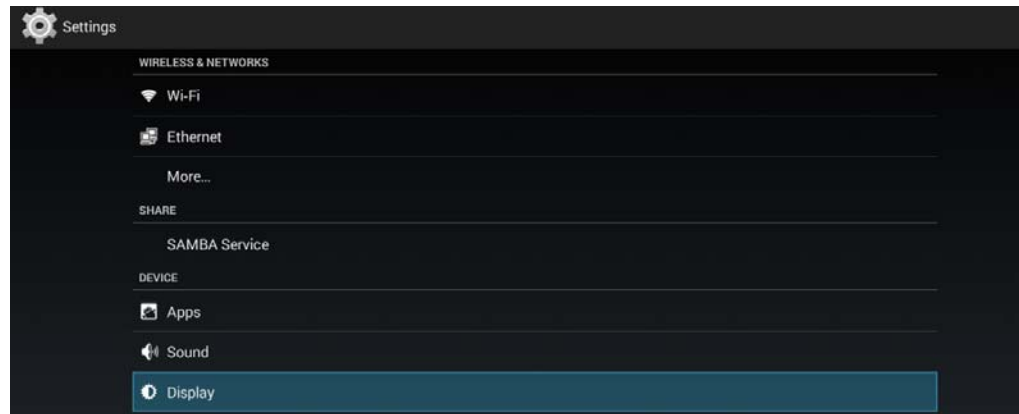 Settings
WIRELESS & NETWORKS
Wi-Fi
Ethernet
More...
SHARE
SAMBA Service
DEVICE
Apps
Sound
Display